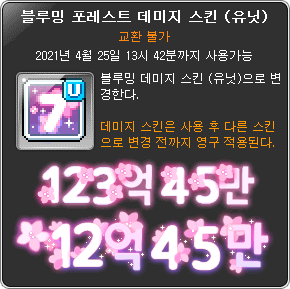 블루밍 포레스트 데미지 스킨 (유닛)
교환 불가
2021년 4월 25일 13시 42분까지 사용가능
7 U
블루밍 데미지 스킨 (유닛)으로 변
경한다.
데미지 스킨은 사용 후 다른 스킨
으로 변경 전까지 영구 적용된다.
123억 45만
12억 45만